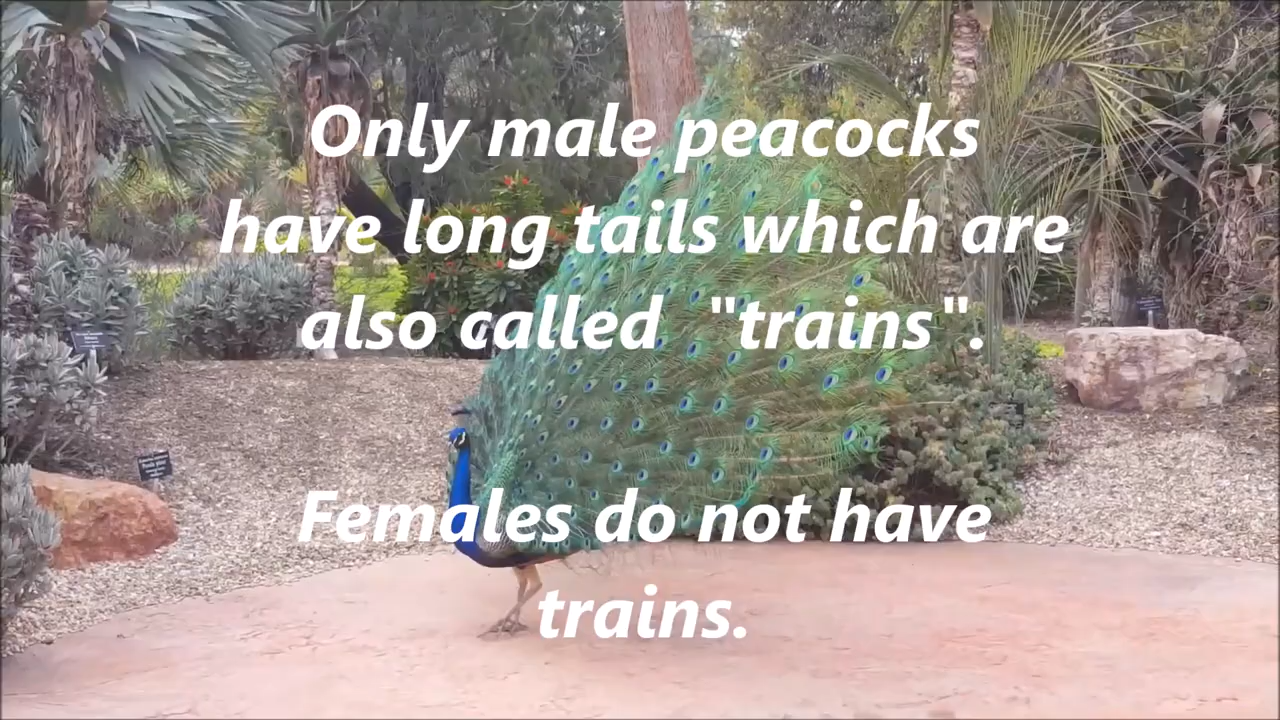 Only male peacocks
have long tails which are
also called  "trains".
Females do not have
trains.